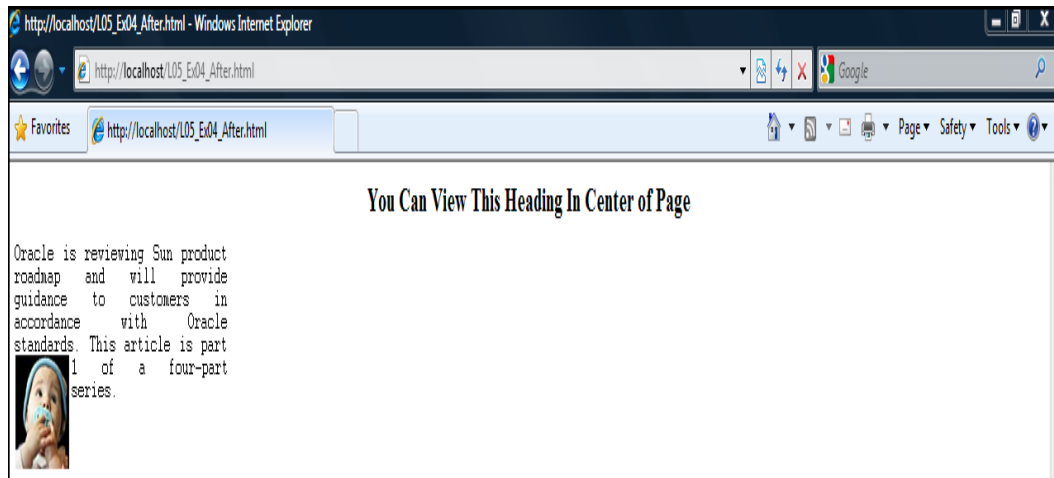 http://localhost/L05_Ex04_After.html - Windows Internet Explorer
http://localhost/L05_Ex04_After.html
Google
Favorites
http://localhost/L05_Ex04_After.html
Page
Safety
Tools
You Can View This Heading In Center of Page
Oracle is reviewing Sun product
roadmap and will provide
guidance to customers in
accordance with Oracle
standards. This article is part
1 of a four-part
series.